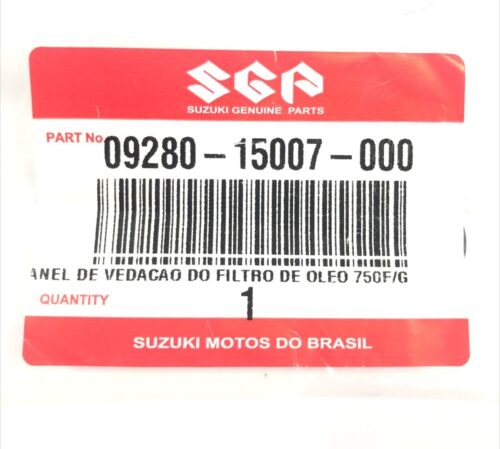 SGP
SUZUKI GENUINE PARTS
PART No. 09280-15007-000
ANEL DE VEDACAO DO FILTRO DE OLEO 750F/G
QUANTITY 1
SUZUKI MOTOS DO BRASIL